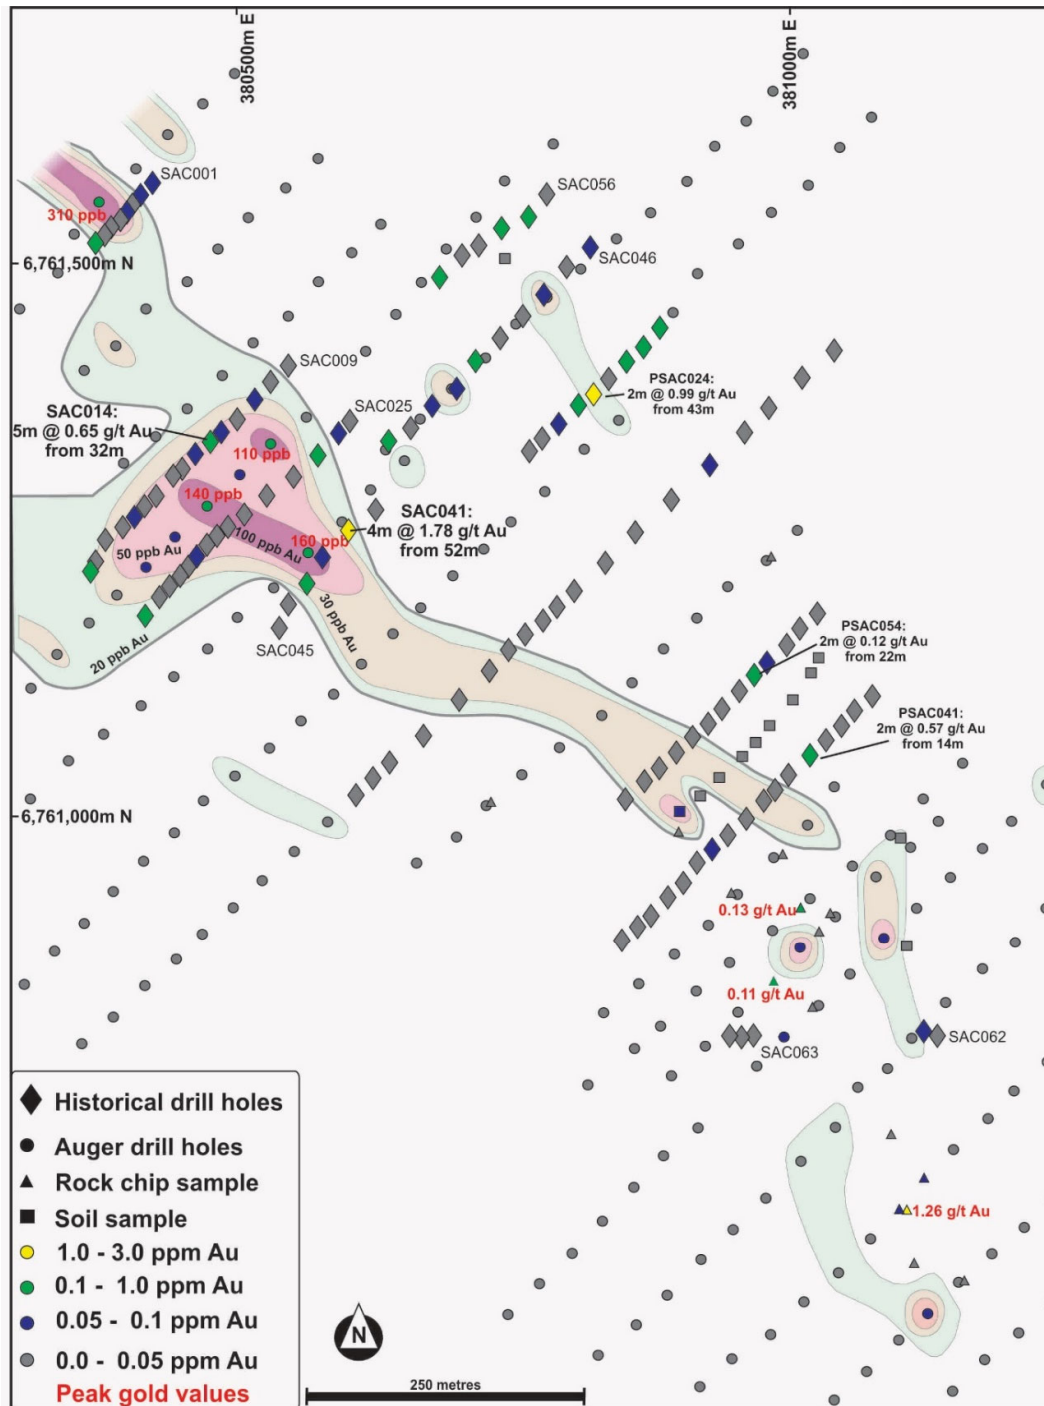 380500m E
381000m E
SAC001
SAC056
310 ppb
SAC046
6,761,500m N
SAC009
PSAC024:
2m @ 0.99 g/t Au
from 43m
SAC014:
5m @ 0.65 g/t Au
from 32m
SAC025
110 ppb
140 ppb
SAC041:
4m @ 1.78 g/t Au
from 52m
100 ppb Au
160 ppb
50 ppb Au
30 ppb Au
20 ppb Au
SAC045
PSAC054:
2m @ 0.12 g/t Au
from 22m
PSAC041:
2m @ 0.57 g/t Au
from 14m
6,761,000m N
0.13 g/t Au
0.11 g/t Au
SAC063
SAC062
1.26 g/t Au
Historical drill holes
Auger drill holes
Rock chip sample
Soil sample
1.0 - 3.0 ppm Au
0.1 - 1.0 ppm Au
0.05 - 0.1 ppm Au
0.0 - 0.05 ppm Au
Peak gold values
N
250 metres